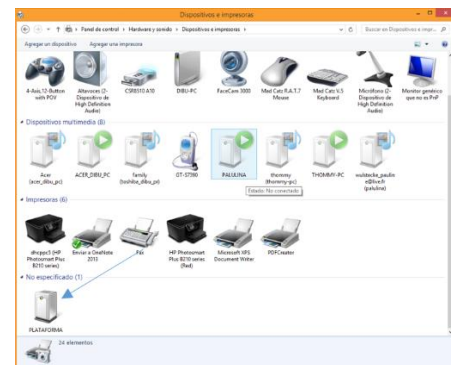 Dispositivos e impresoras
Panel de control › Hardware y sonido › Dispositivos e impresoras ›
Buscar en Dispositivos e impr...
Agregar un dispositivo Agregar una impresora
4-Axis,12-Button with POV
Altavoces (2- Dispositivo de High Definition Audio)
CSR8510 A10
DIBU-PC
FaceCam 3000
Mad Catz R.A.T.7 Mouse
Mad Catz V.5 Keyboard
Micrófono (2- Dispositivo de High Definition Audio)
Monitor genérico que no es PnP
Dispositivos multimedia (8)
Acer (acer_dibu_pc)
ACER_DIBU_PC
family (toshiba_dibu_pc)
GT-S7390
PALULINA
thommy (thommy-pc)
THOMMY-PC
(palulina)
Estado: No conectado
Impresoras (6)
(HP Photosmart Plus B210 series)
Enviar a OneNote 2013
Fax
HP Photosmart Plus B210 series (Red)
Microsoft XPS Document Writer
PDFCreator
No especificado (1)
PLATAFORMA
24 elementos